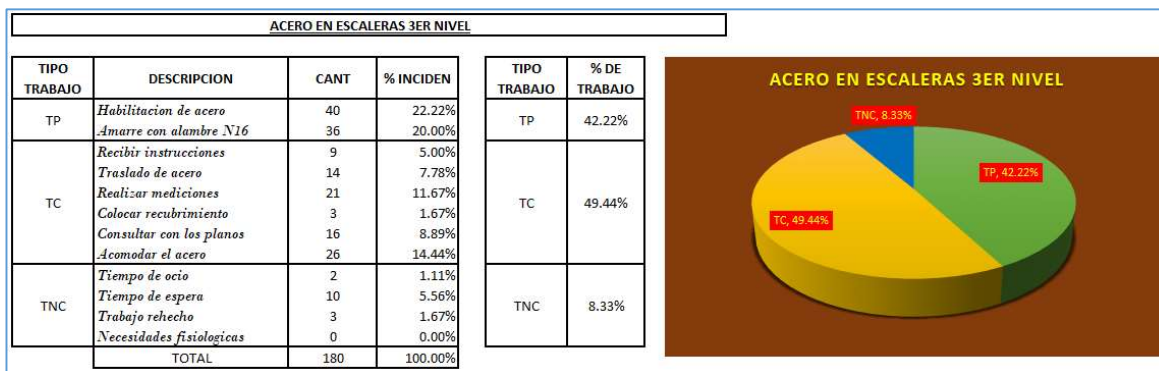 ACERO EN ESCALERAS 3ER NIVEL
TIPO TRABAJO DESCRIPCION CANT % INCIDEN
TP
Habilitacion de acero 40 22.22%
Amarre con alambre N16 36 20.00%
TC
Recibir instrucciones 9 5.00%
Traslado de acero 14 7.78%
Realizar mediciones 21 11.67%
Colocar recubrimiento 3 1.67%
Consultar con los planos 16 8.89%
Acomodar el acero 26 14.44%
TNC
Tiempo de ocio 2 1.11%
Tiempo de espera 10 5.56%
Trabajo rehecho 3 1.67%
Necesidades fisiologicas 0 0.00%
TOTAL 180 100.00%
TIPO TRABAJO % DE TRABAJO
TP 42.22%
TC 49.44%
TNC 8.33%
ACERO EN ESCALERAS 3ER NIVEL
TNC, 8.33%
TP, 42.22%
TC, 49.44%